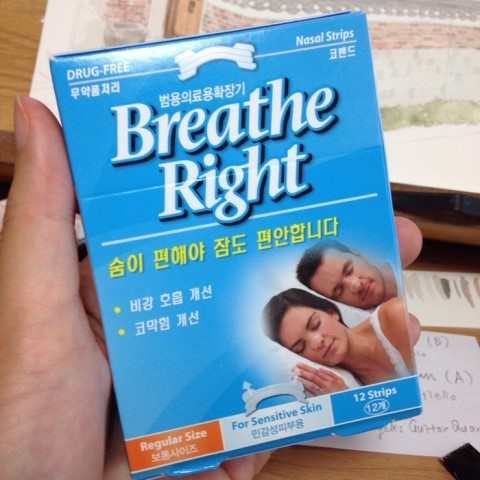 DRUG-FREE
무약품처리
Nasal Strips
코밴드
범용의료용확장기
Breathe
Right
숨이 편해야 잠도 편안합니다
• 비강 호흡 개선
• 코막힘 개선
Regular Size
보통사이즈
For Sensitive Skin
민감성피부용
12 Strips
12개
(B)
(A)